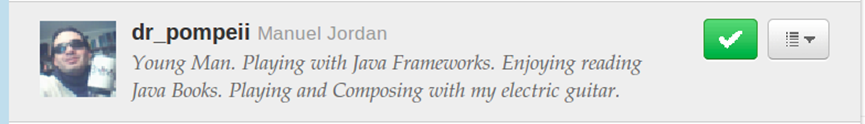 dr_pompeii Manuel Jordan
Young Man. Playing with Java Frameworks. Enjoying reading
Java Books. Playing and Composing with my electric guitar.